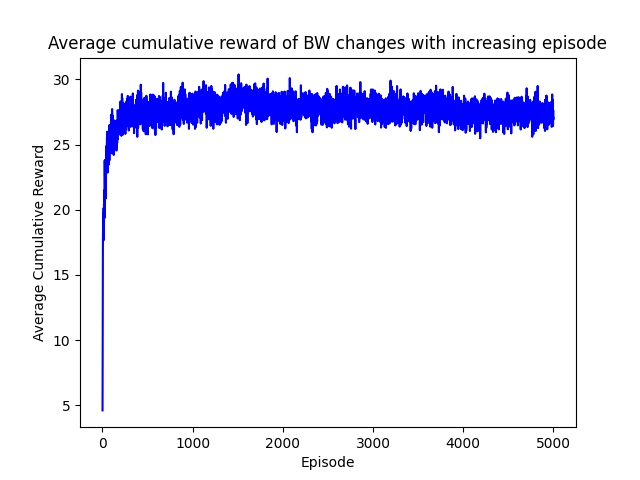 Average cumulative reward of BW changes with increasing episode
30
25
20
15
10
5
Average Cumulative Reward
0 1000 2000 3000 4000 5000
Episode